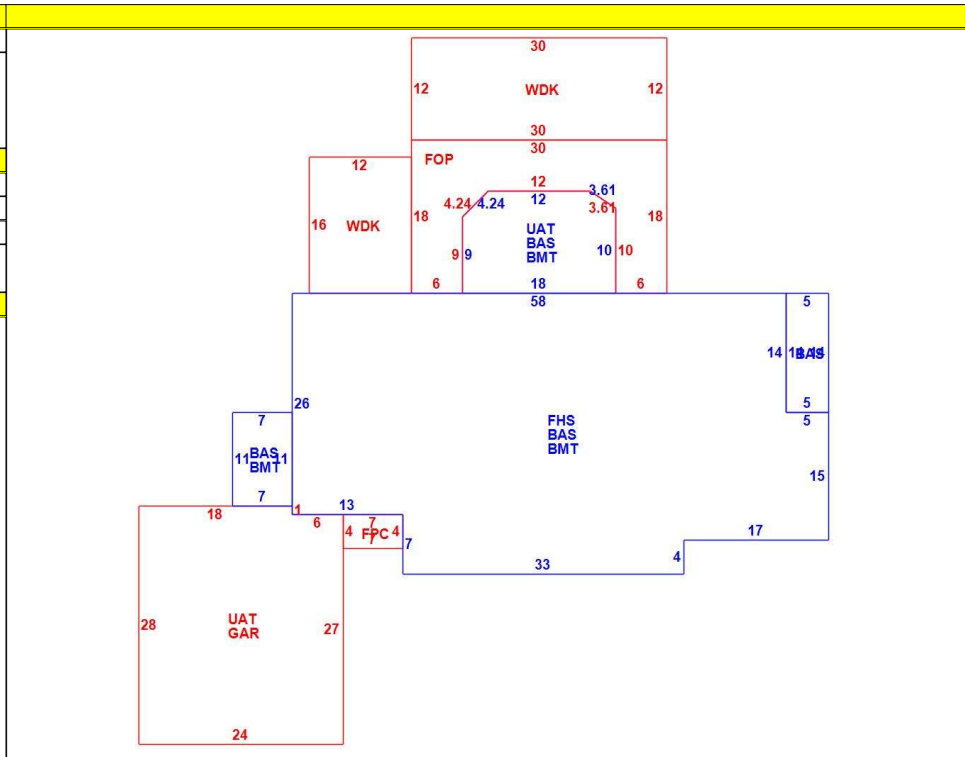 30
12 WDK 12
30
30
12 FOP
12
4.24 4.24 12 3.61
3.61
16 WDK 18 18
UAT
BAS
BMT
9 9 10 10
6 18 6
58 5
14 14 BAS 14
26
5
7 5
FHS
BAS
BMT
11 BAS 11
BMT
15
7
18 1 13
6 7
4 FPC 4
7
7
17
4
33
28 UAT 27
GAR
24